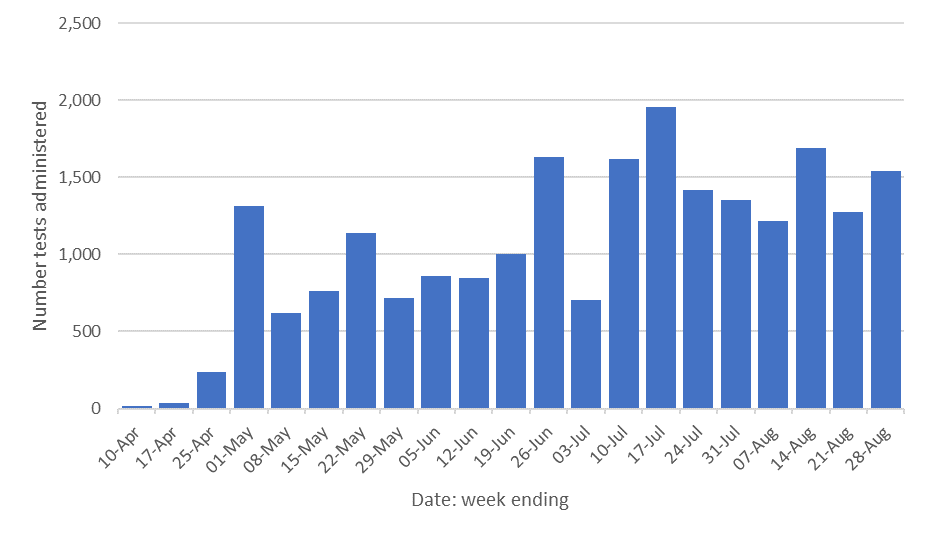 2,500
2,000
1,500
1,000
500
0
Number tests administered
10-Apr
17-Apr
25-Apr
01-May
08-May
15-May
22-May
29-May
05-Jun
12-Jun
19-Jun
26-Jun
03-Jul
10-Jul
17-Jul
24-Jul
31-Jul
07-Aug
14-Aug
21-Aug
28-Aug
Date: week ending